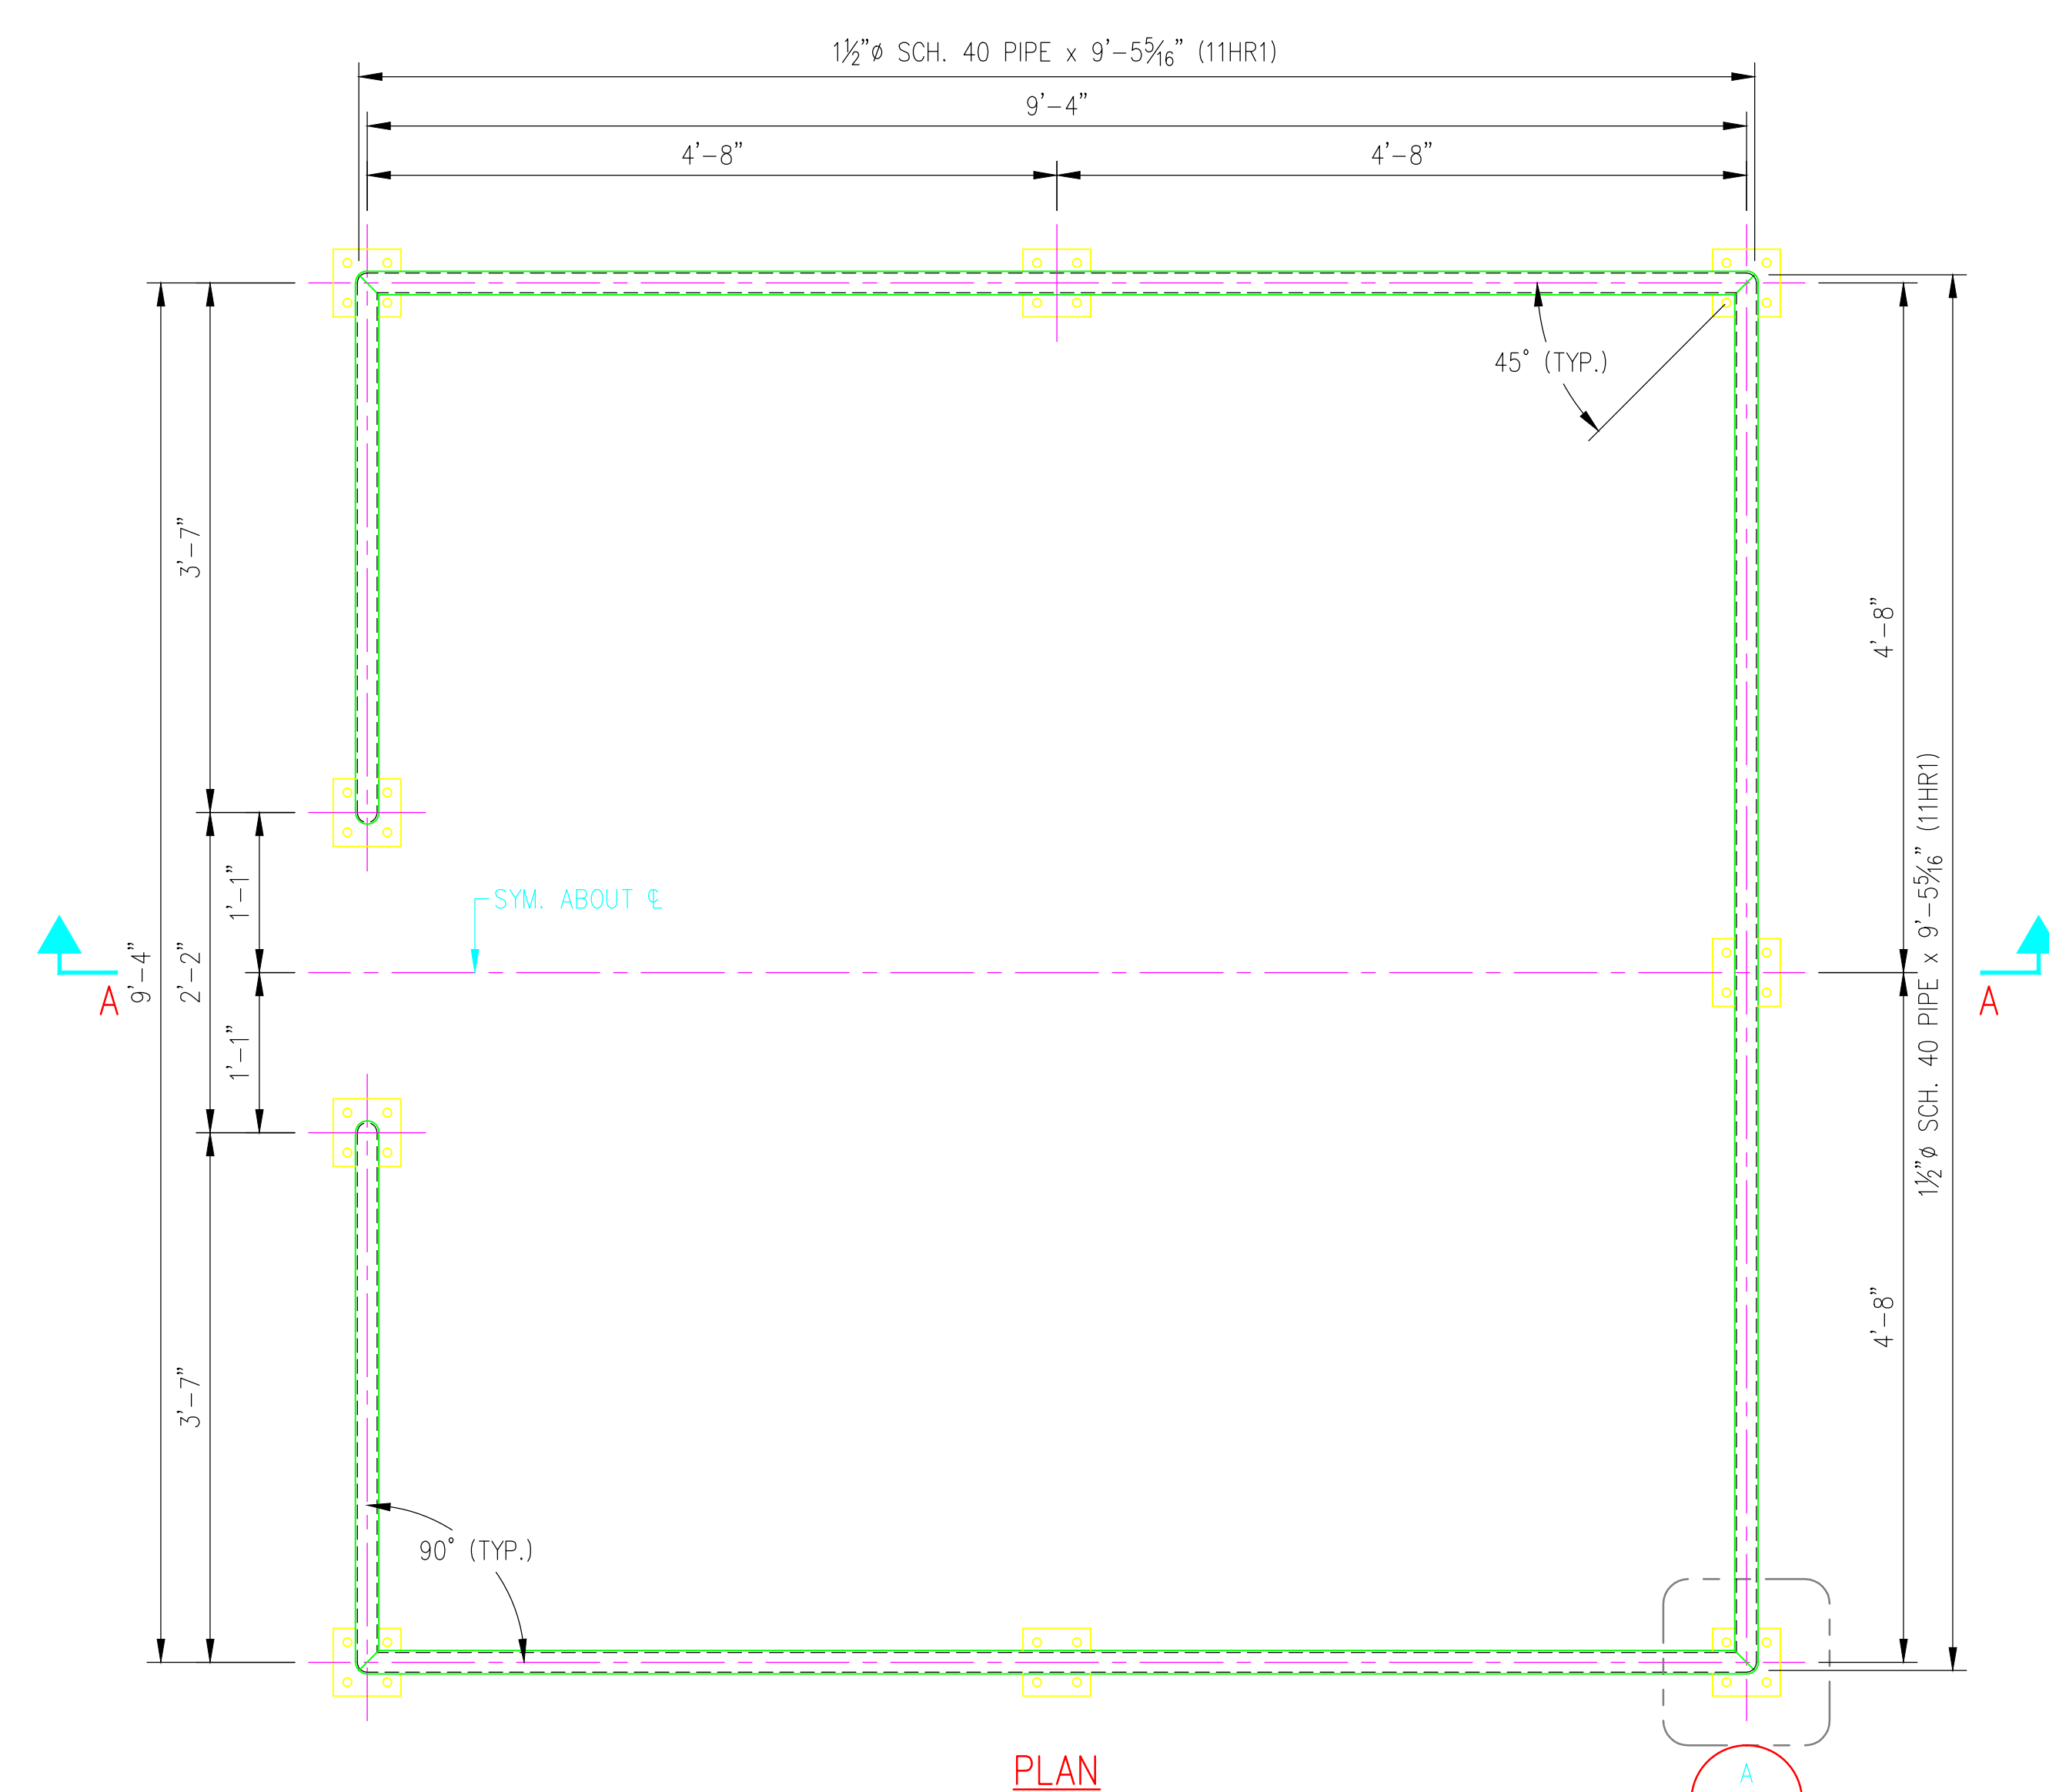 1½"ø SCH. 40 PIPE x 9'-5⁵⁄₁₆" (11HR1)
9'-4"
4'-8"
4'-8"
45° (TYP.)
3'-7"
4'-8"
1'-1"
SYM. ABOUT ℄
2'-2"
9'-4"
A
A
1'-1"
1½"ø SCH. 40 PIPE x 9'-5⁵⁄₁₆" (11HR1)
4'-8"
3'-7"
90° (TYP.)
PLAN
A